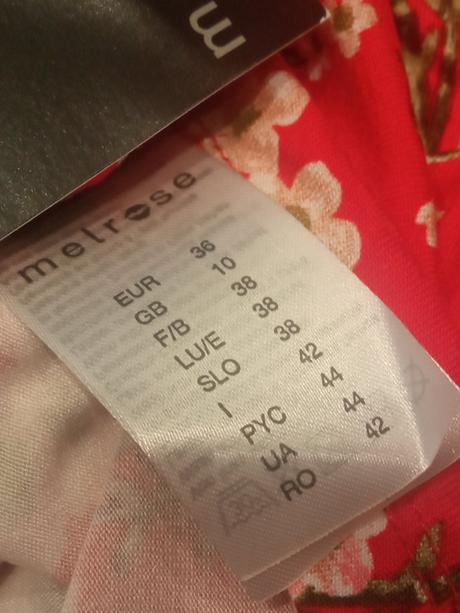 m
melrose
EUR 36
GB 10
F/B 38
LU/E 38
SLO 38
I 42
PYC 44
UA 44
RO 42